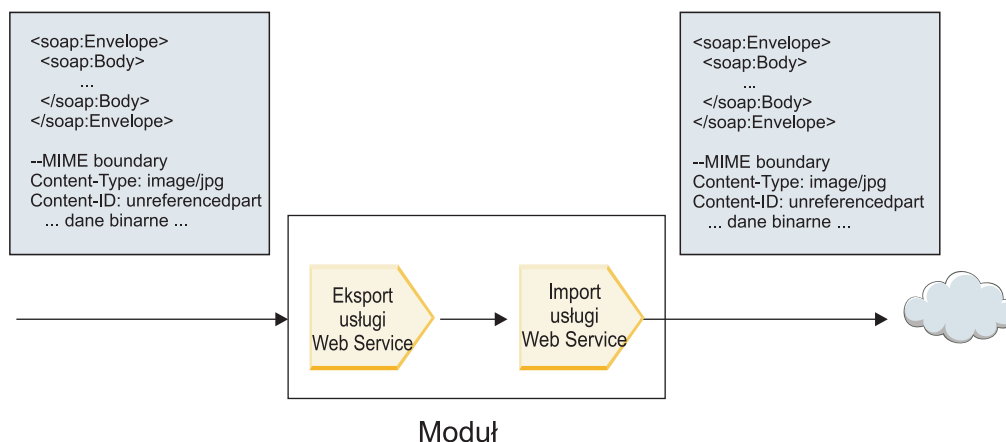 <soap:Envelope>
<soap:Body>
...
</soap:Body>
</soap:Envelope>
--MIME boundary
Content-Type: image/jpg
Content-ID: unreferencedpart
... dane binarne ...
<soap:Envelope>
<soap:Body>
...
</soap:Body>
</soap:Envelope>
--MIME boundary
Content-Type: image/jpg
Content-ID: unreferencedpart
... dane binarne ...
Eksport
usługi
Web Service
Import
usługi
Web Service
Moduł